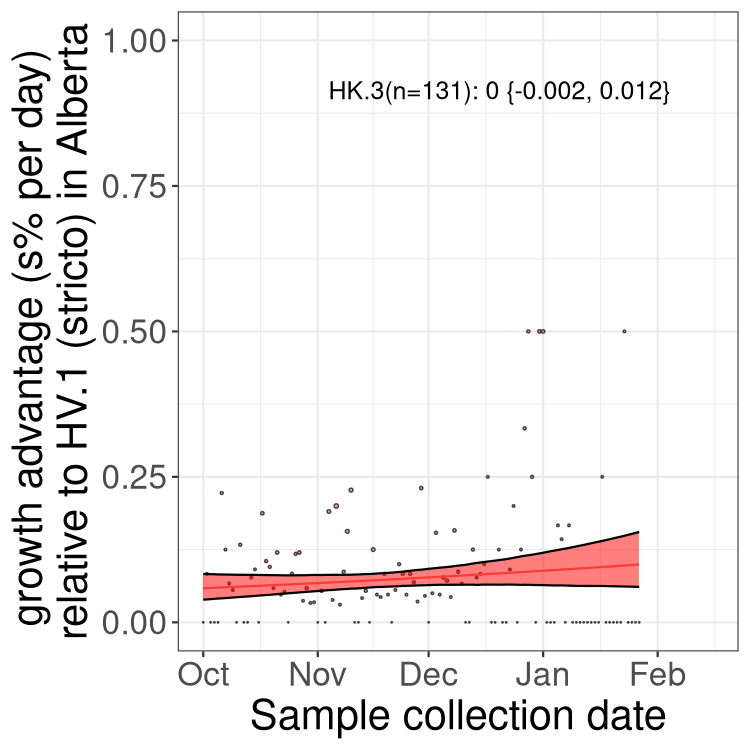 growth advantage (s% per day)
relative to HV.1 (stricto) in Alberta
1.00
0.75
0.50
0.25
0.00
HK.3(n=131): 0 {-0.002, 0.012}
Oct Nov Dec Jan Feb
Sample collection date